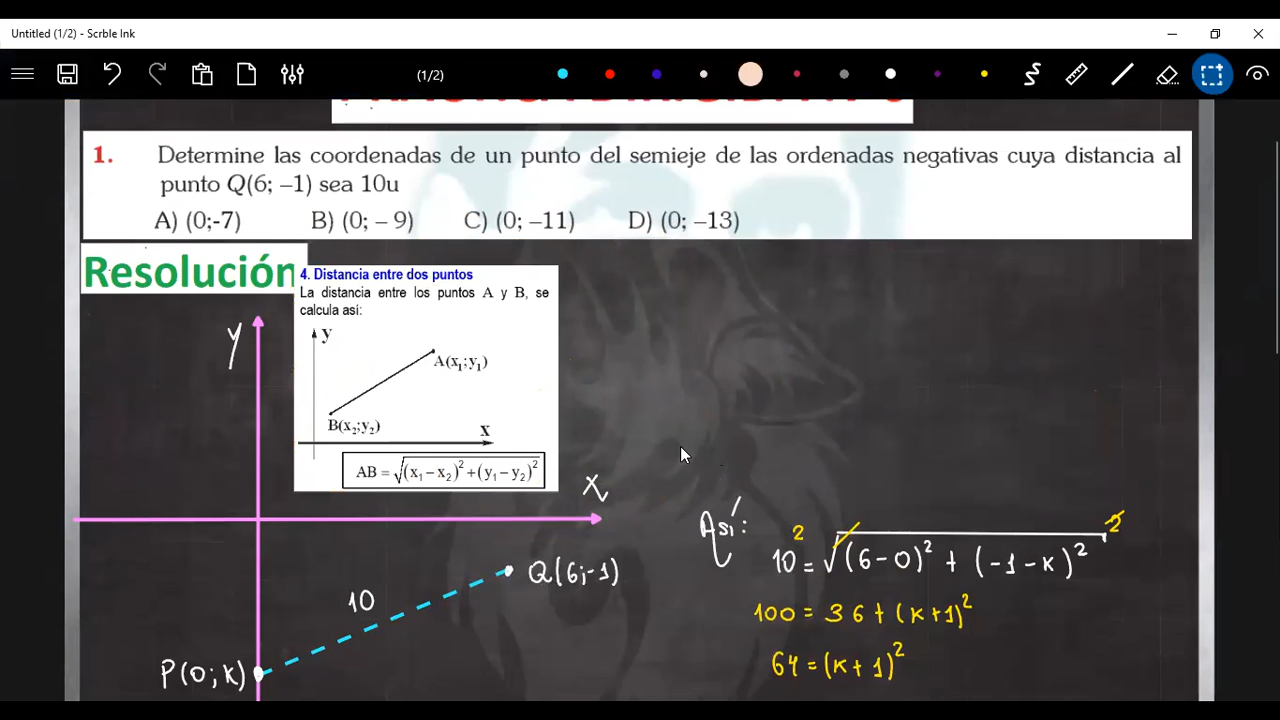 Untitled (1/2) - Scrble Ink
(1/2)
1. Determine las coordenadas de un punto del semieje de las ordenadas negativas cuya distancia al
punto Q(6; –1) sea 10u
A) (0;-7) B) (0; – 9) C) (0; –11) D) (0; –13)
Resolución
4. Distancia entre dos puntos
La distancia entre los puntos A y B, se
calcula así:
y
A(x₁;y₁)
B(x₂;y₂)
x
AB = √(x₁−x₂)²+(y₁−y₂)²
y
x
Q(6;-1)
10
P(0;K)
Así:
10² = √(6-0)² + (-1-K)² ²
100 = 36 + (K+1)²
64 = (K+1)²